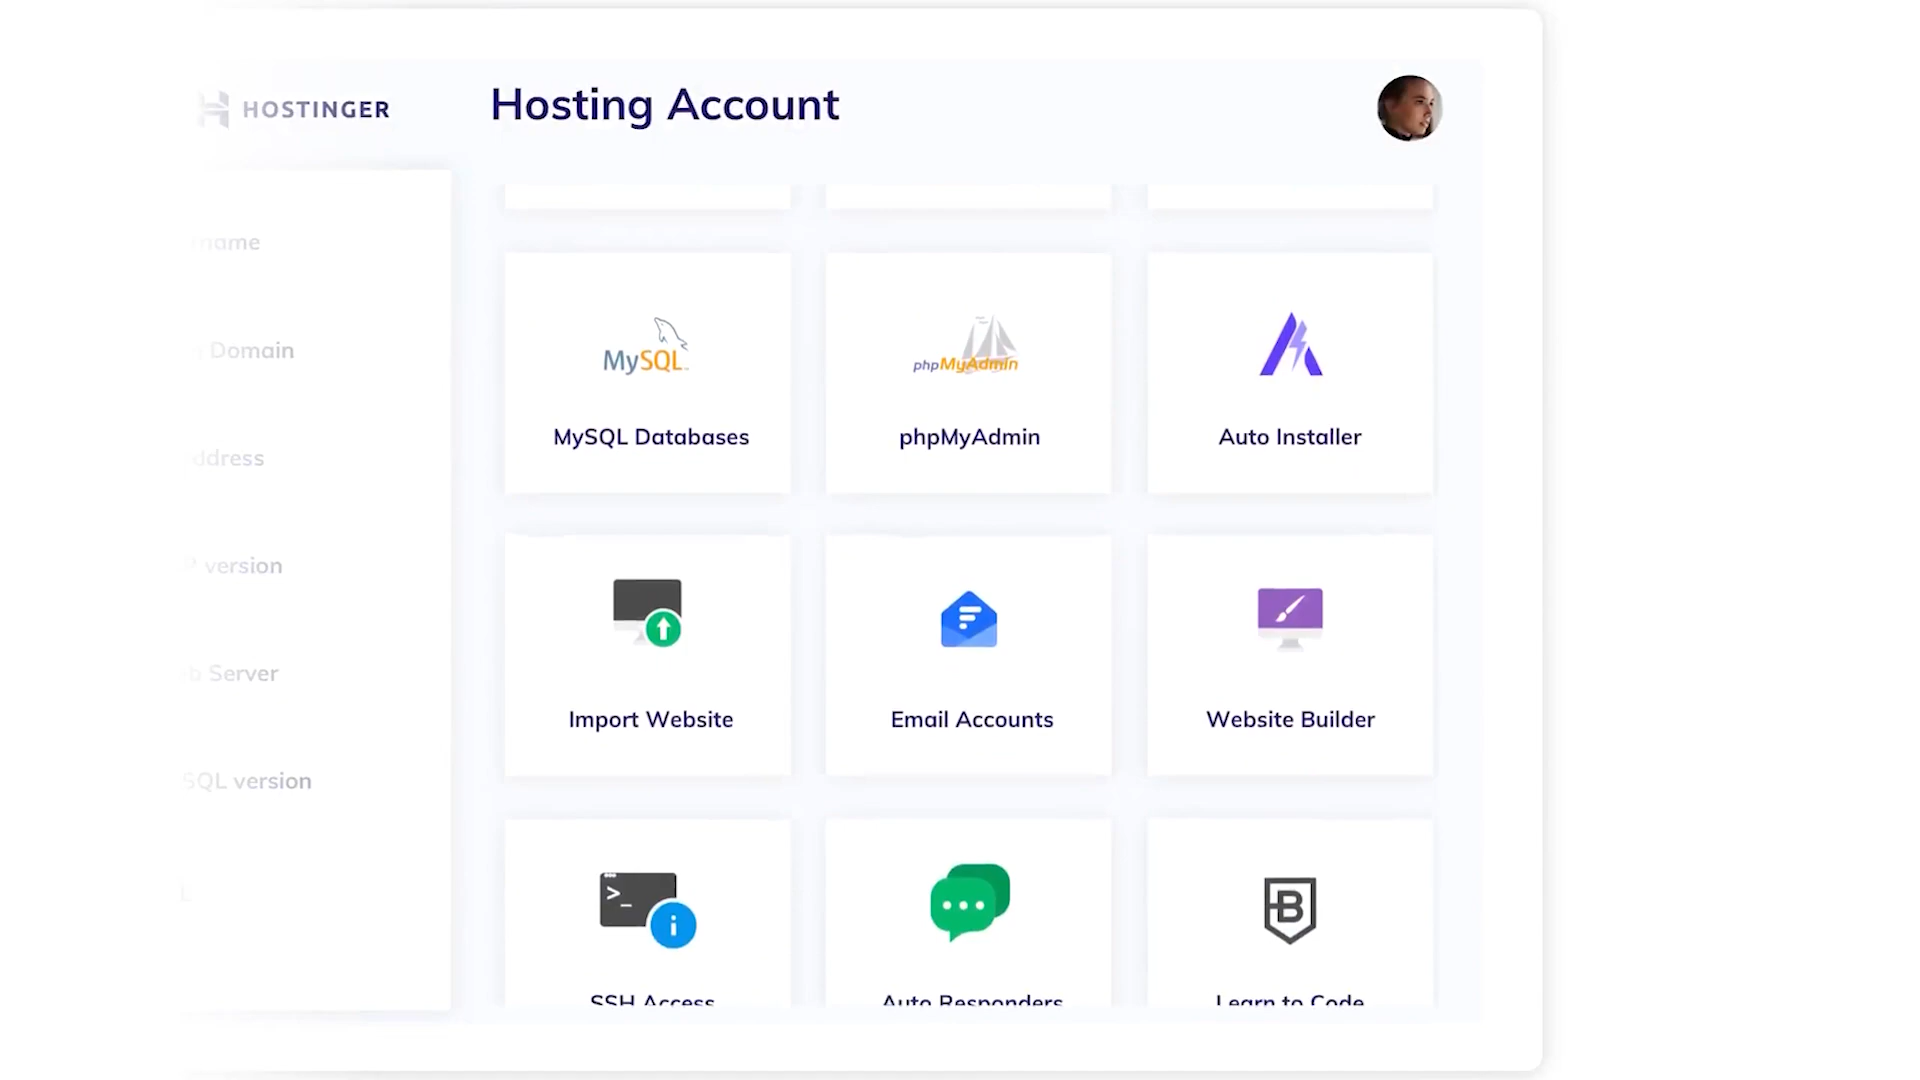 HOSTINGER
Hosting Account
Domain
version
Server
version
MySQL
MySQL Databases
phpMyAdmin
phpMyAdmin
Auto Installer
Import Website
Email Accounts
Website Builder
>_
i
SSH Access
Auto Responders
B
Learn to Code